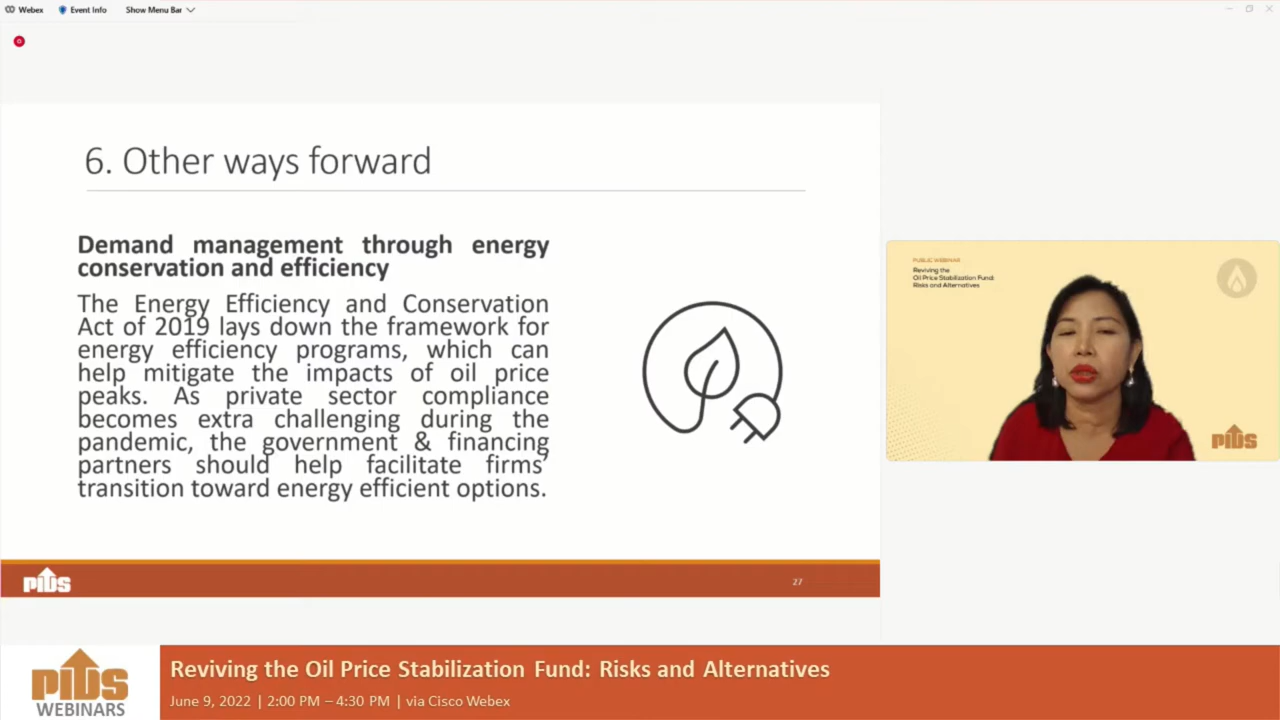 Webex Event Info Show Menu Bar
6. Other ways forward
Demand management through energy
conservation and efficiency
The Energy Efficiency and Conservation
Act of 2019 lays down the framework for
energy efficiency programs, which can
help mitigate the impacts of oil price
peaks. As private sector compliance
becomes extra challenging during the
pandemic, the government & financing
partners should help facilitate firms'
transition toward energy efficient options.
pids
27
PUBLIC WEBINAR
Reviving the
Oil Price Stabilization Fund:
Risks and Alternatives
pids
pids
WEBINARS
Reviving the Oil Price Stabilization Fund: Risks and Alternatives
June 9, 2022 | 2:00 PM – 4:30 PM | via Cisco Webex